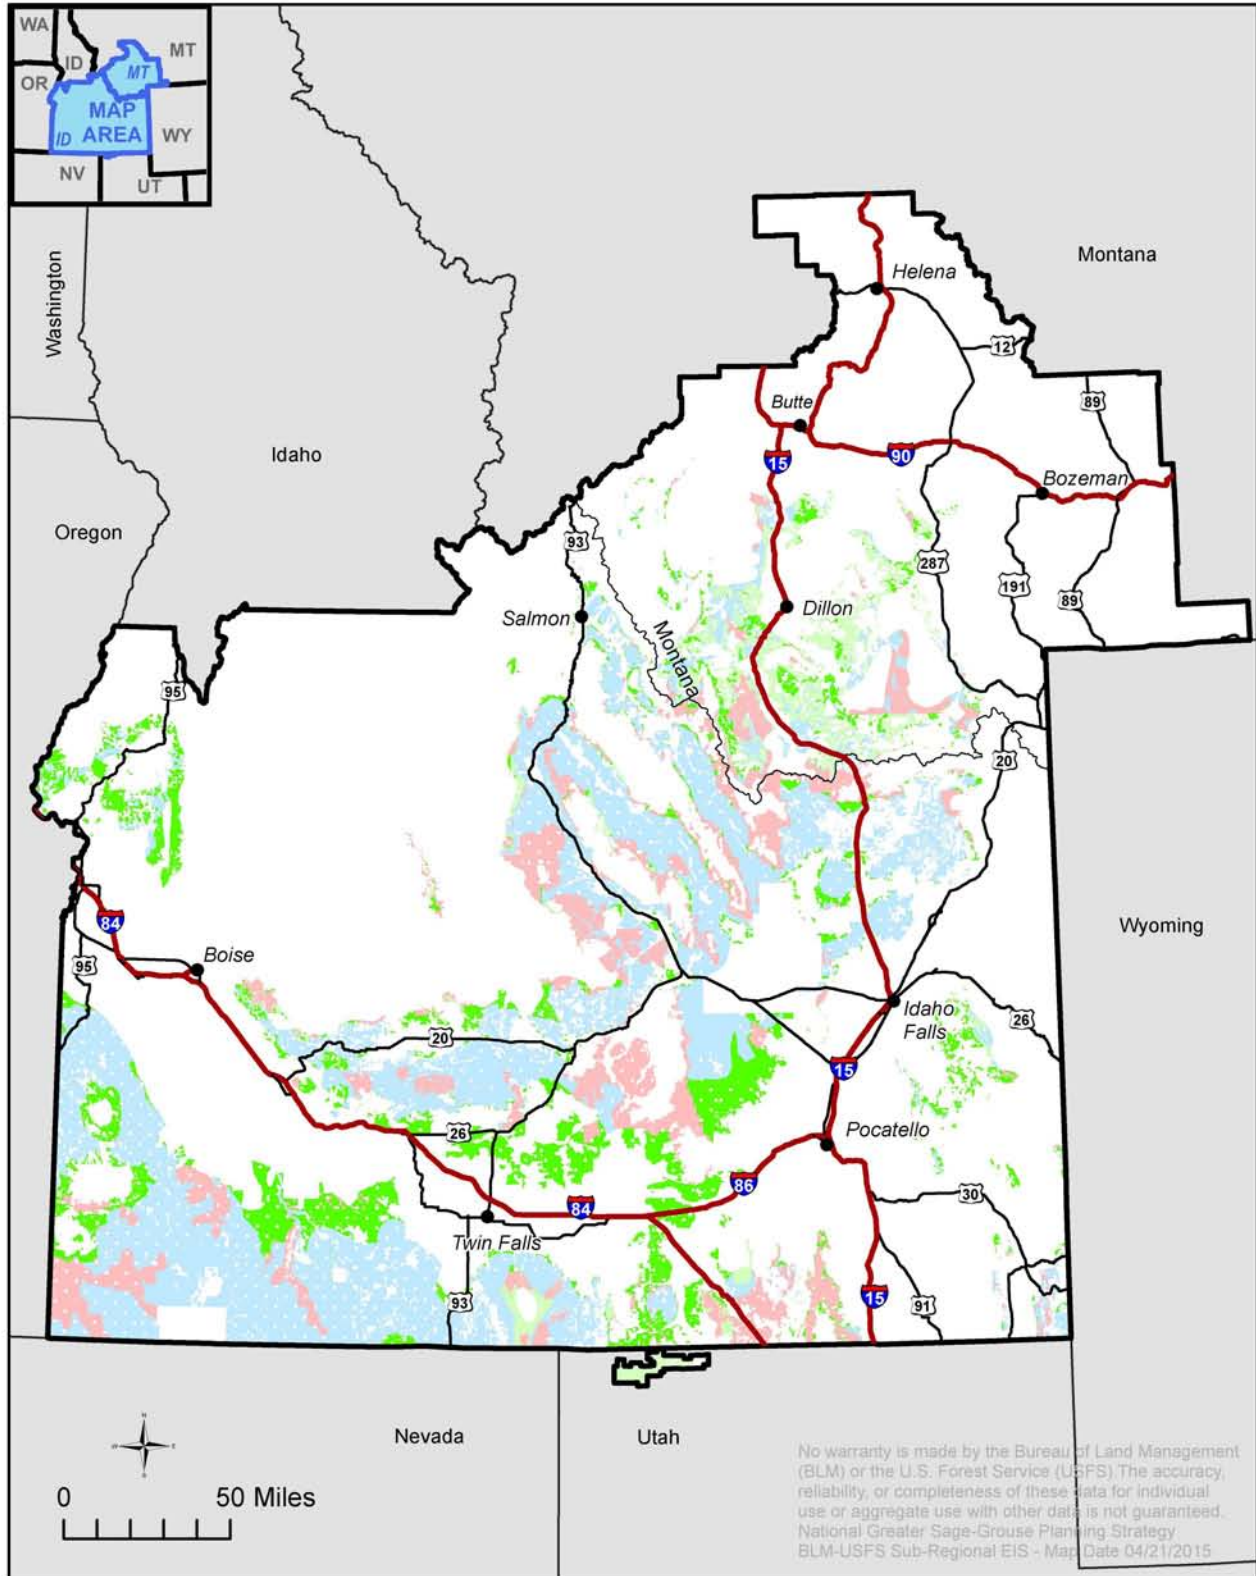 WA
MT
ID
MT
OR
MAP
AREA
ID
WY
NV
UT
Washington
Montana
Helena
12
Butte
89
15
90
Idaho
Bozeman
Oregon
93
287
191
89
Salmon
Dillon
Montana
95
20
84
Wyoming
Boise
95
Idaho
Falls
26
20
15
26
Pocatello
86
30
84
Twin Falls
93
15
91
Nevada
Utah
N
0
50 Miles
No warranty is made by the Bureau of Land Management
(BLM) or the U.S. Forest Service (USFS).The accuracy,
reliability, or completeness of these data for individual
use or aggregate use with other data is not guaranteed.
National Greater Sage-Grouse Planning Strategy
BLM-USFS Sub-Regional EIS - Map Date 04/21/2015